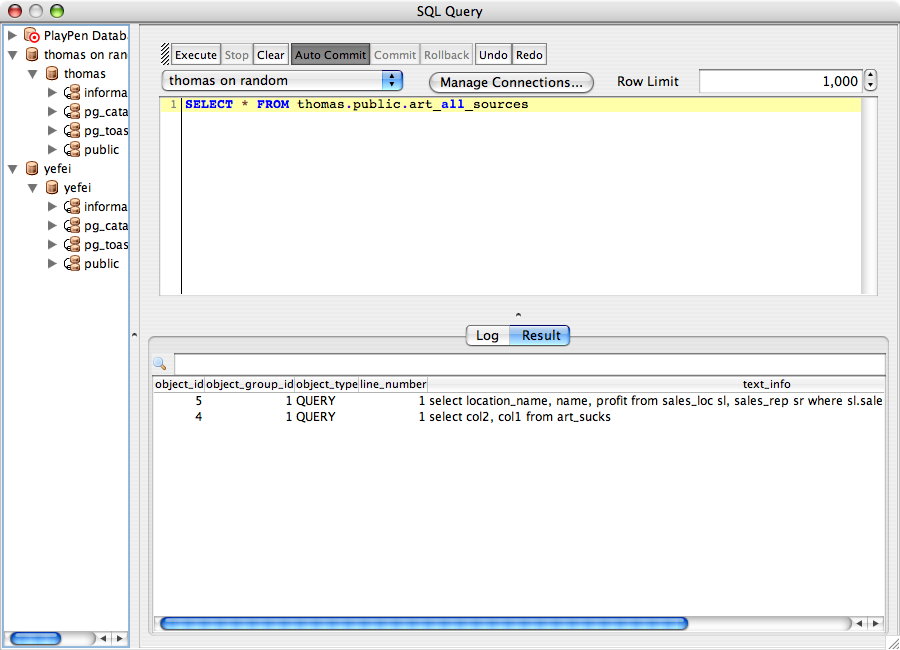 SQL Query
PlayPen Datab
thomas on ran
thomas
informa
pg_cata
pg_toas
public
yefei
yefei
informa
pg_cata
pg_toas
public
Execute Stop Clear Auto Commit Commit Rollback Undo Redo
thomas on random Manage Connections... Row Limit 1,000
1 SELECT * FROM thomas.public.art_all_sources
Log Result
object_id object_group_id object_type line_number text_info
5 1 QUERY 1 select location_name, name, profit from sales_loc sl, sales_rep sr where sl.sale
4 1 QUERY 1 select col2, col1 from art_sucks